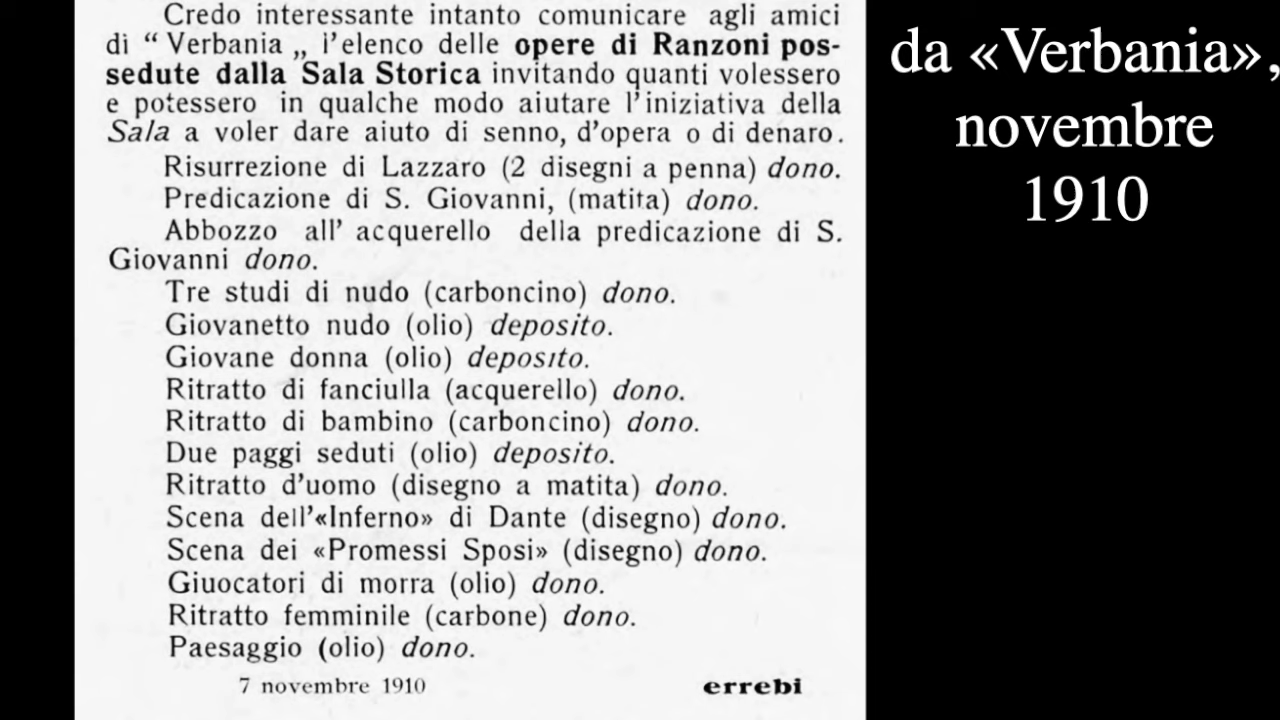 Credo interessante intanto comunicare agli amici
di “ Verbania „ l'elenco delle opere di Ranzoni pos-
sedute dalla Sala Storica invitando quanti volessero
e potessero in qualche modo aiutare l'iniziativa della
Sala a voler dare aiuto di senno, d'opera o di denaro.
Risurrezione di Lazzaro (2 disegni a penna) dono.
Predicazione di S. Giovanni, (matita) dono.
Abbozzo all' acquerello della predicazione di S.
Giovanni dono.
Tre studi di nudo (carboncino) dono.
Giovanetto nudo (olio) deposito.
Giovane donna (olio) deposito.
Ritratto di fanciulla (acquerello) dono.
Ritratto di bambino (carboncino) dono.
Due paggi seduti (olio) deposito.
Ritratto d'uomo (disegno a matita) dono.
Scena dell'«Inferno» di Dante (disegno) dono.
Scena dei «Promessi Sposi» (disegno) dono.
Giuocatori di morra (olio) dono.
Ritratto femminile (carbone) dono.
Paesaggio (olio) dono.
7 novembre 1910 errebi
da «Verbania»,
novembre
1910